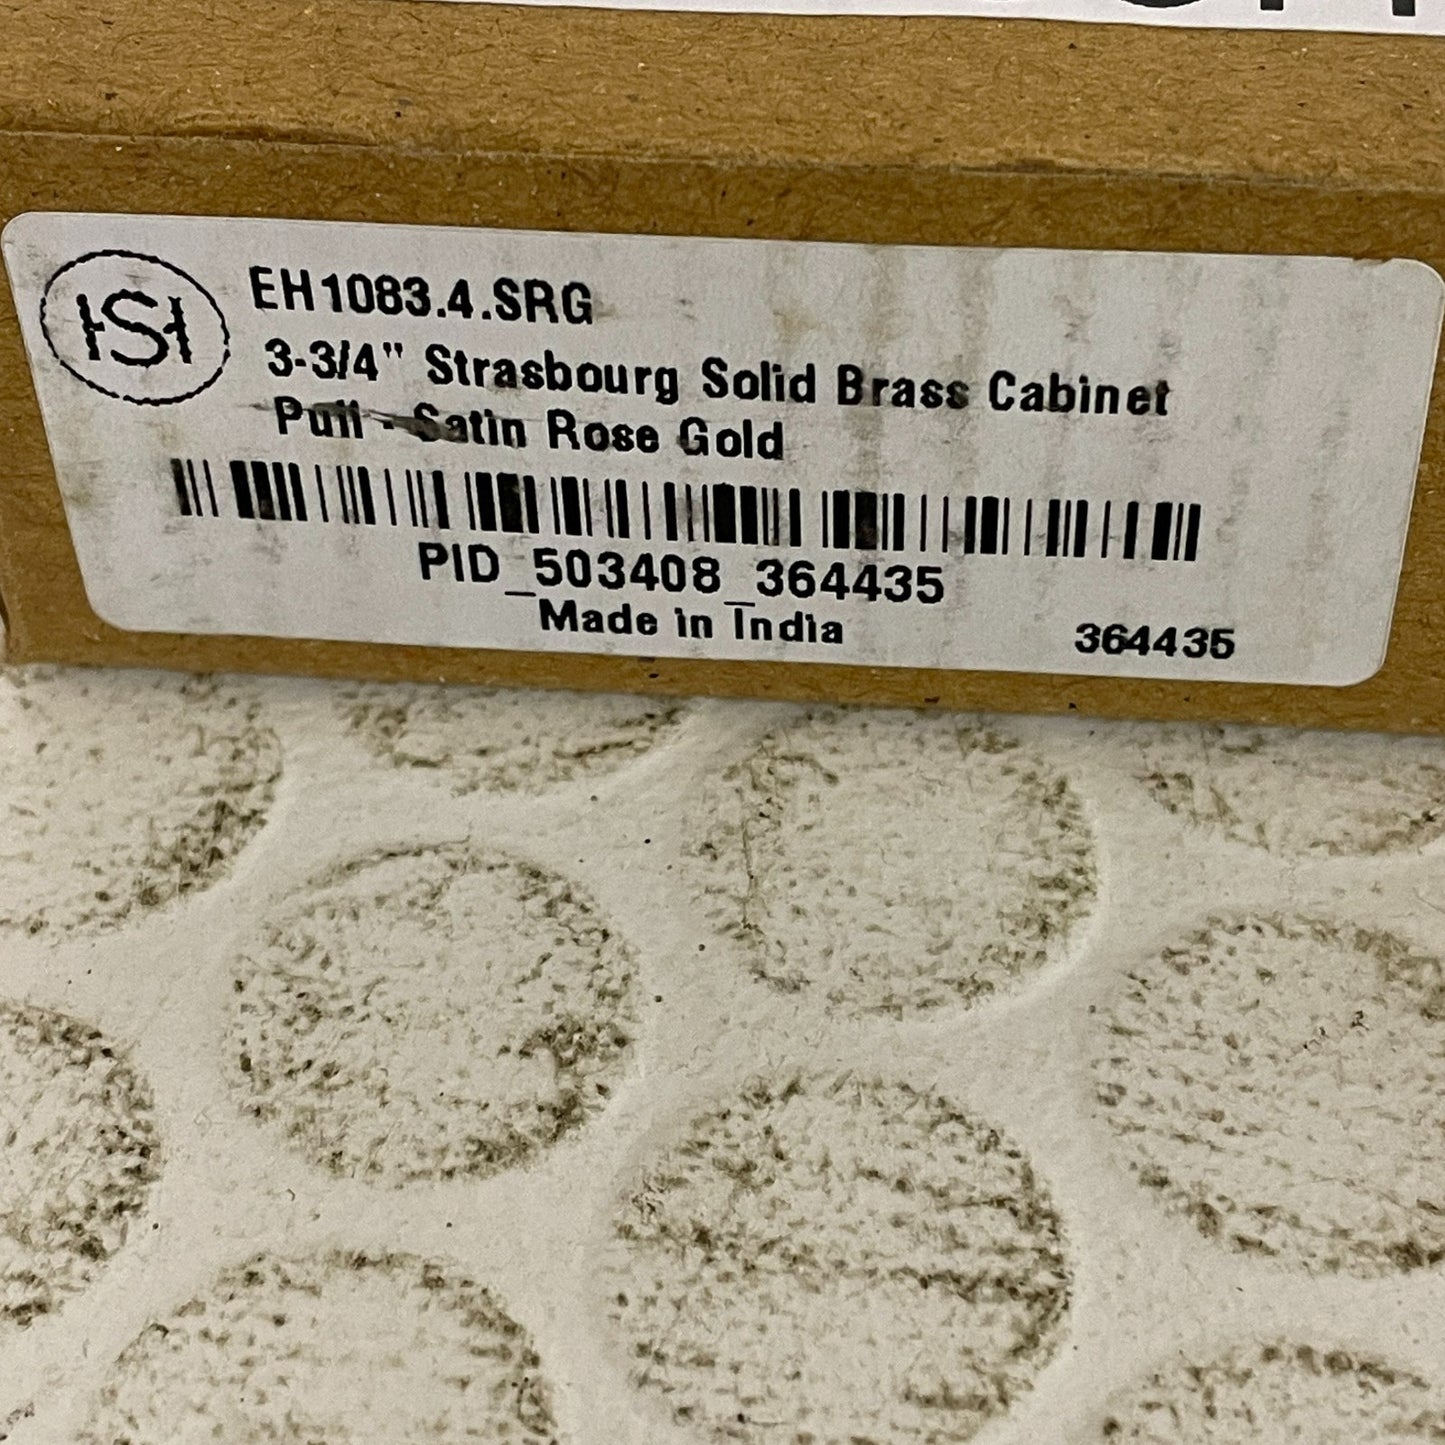 HSH
EH1083.4.SRG
3-3/4" Strasbourg Solid Brass Cabinet
Pull - Satin Rose Gold
PID_503408_364435
Made in India
364435